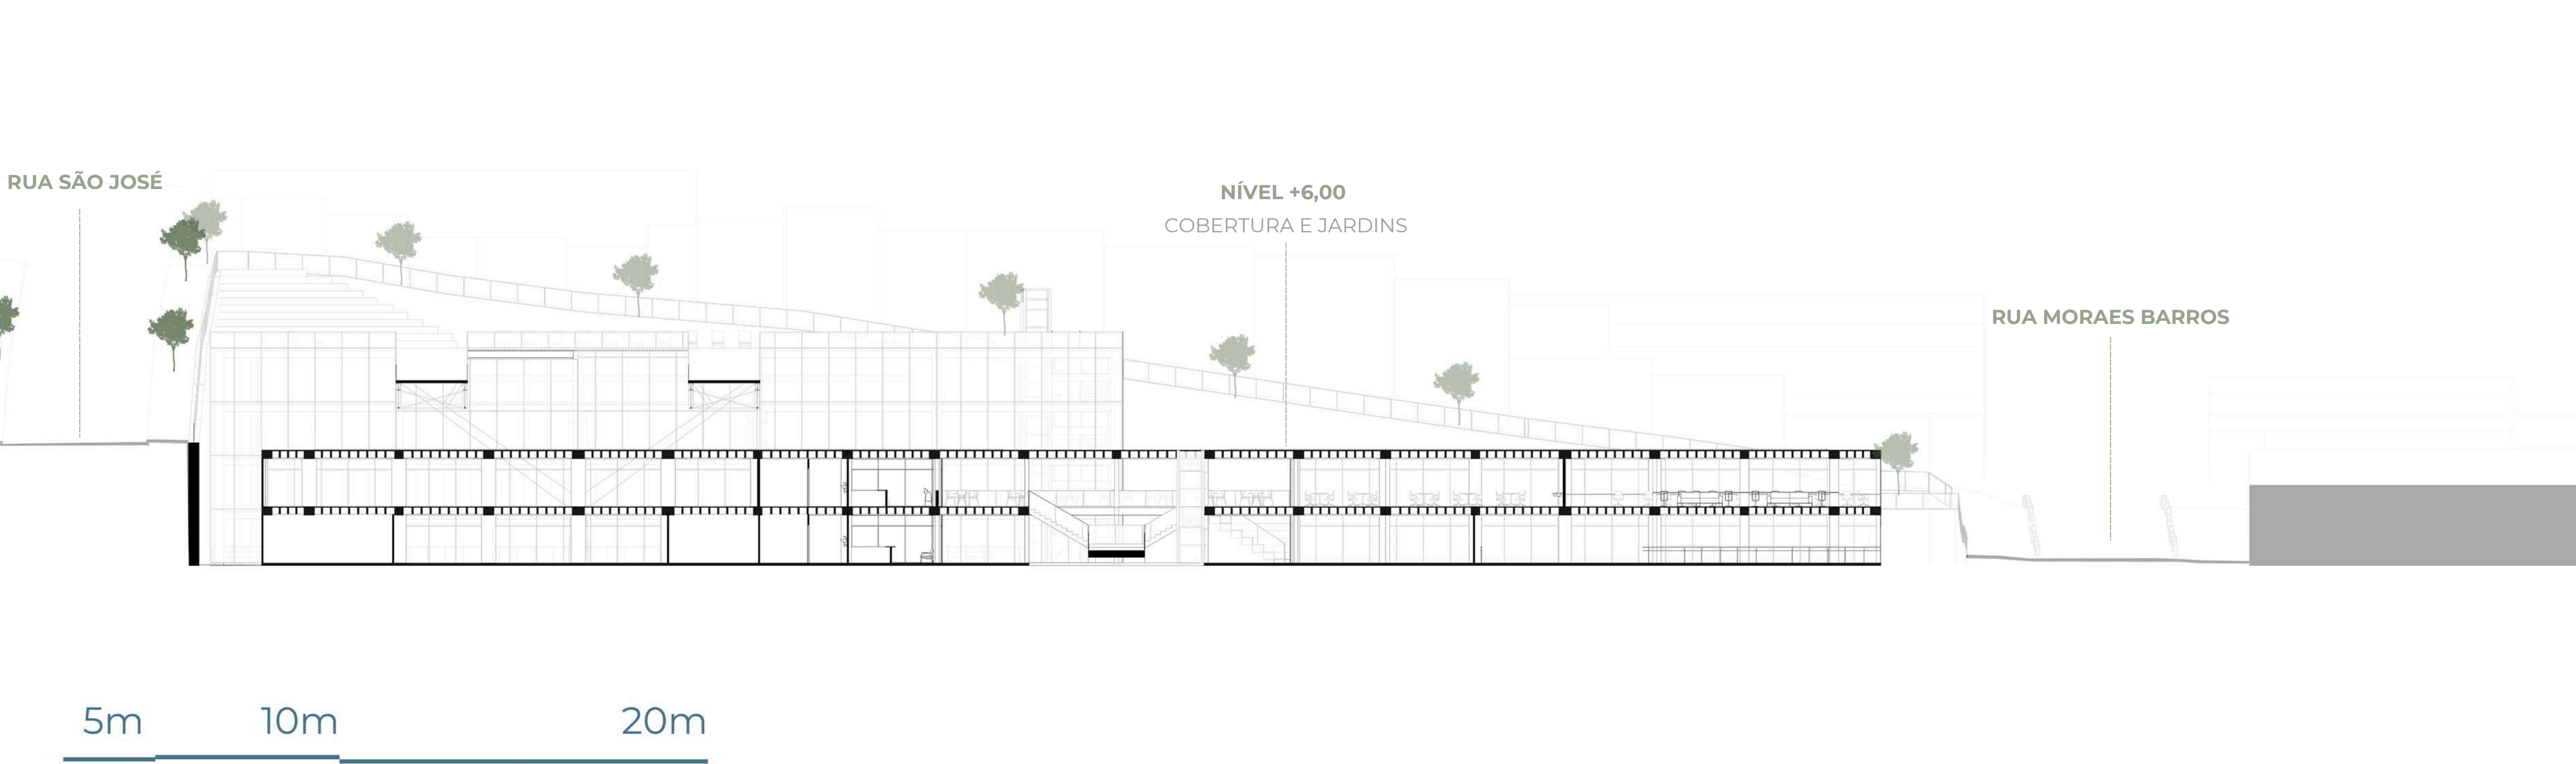 RUA SÃO JOSÉ
NÍVEL +6,00
COBERTURA E JARDINS
RUA MORAES BARROS
5m
10m
20m